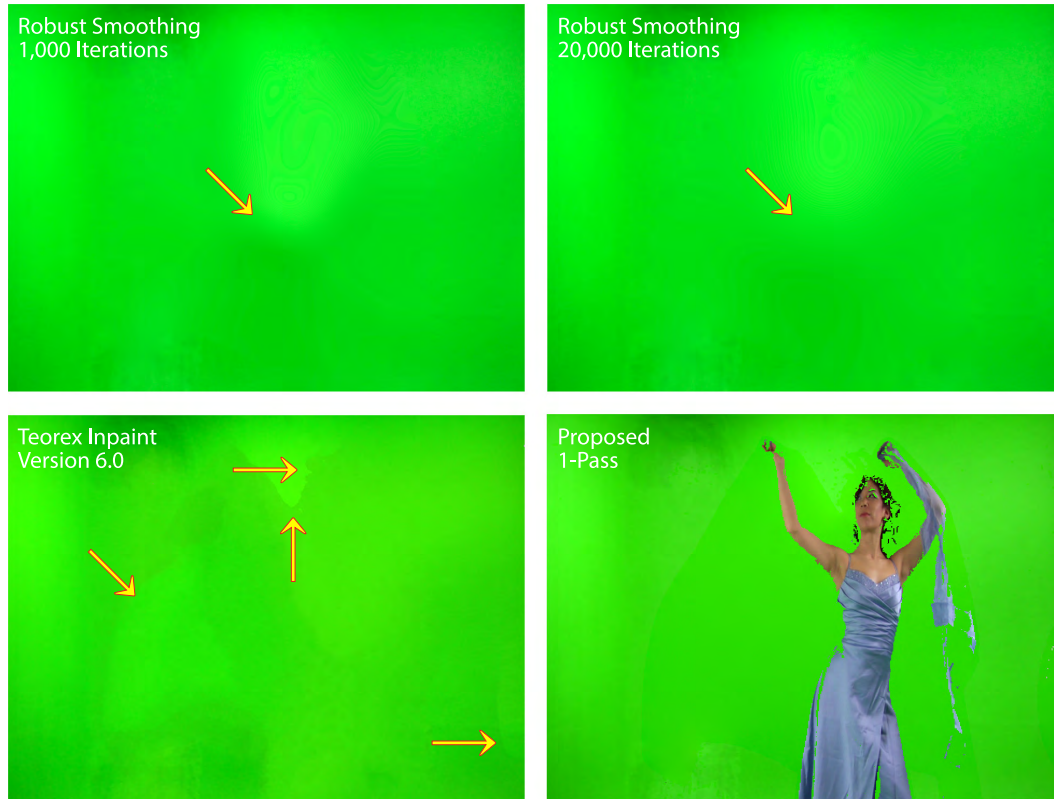 Robust Smoothing
1,000 Iterations
Robust Smoothing
20,000 Iterations
Teorex Inpaint
Version 6.0
Proposed
1-Pass